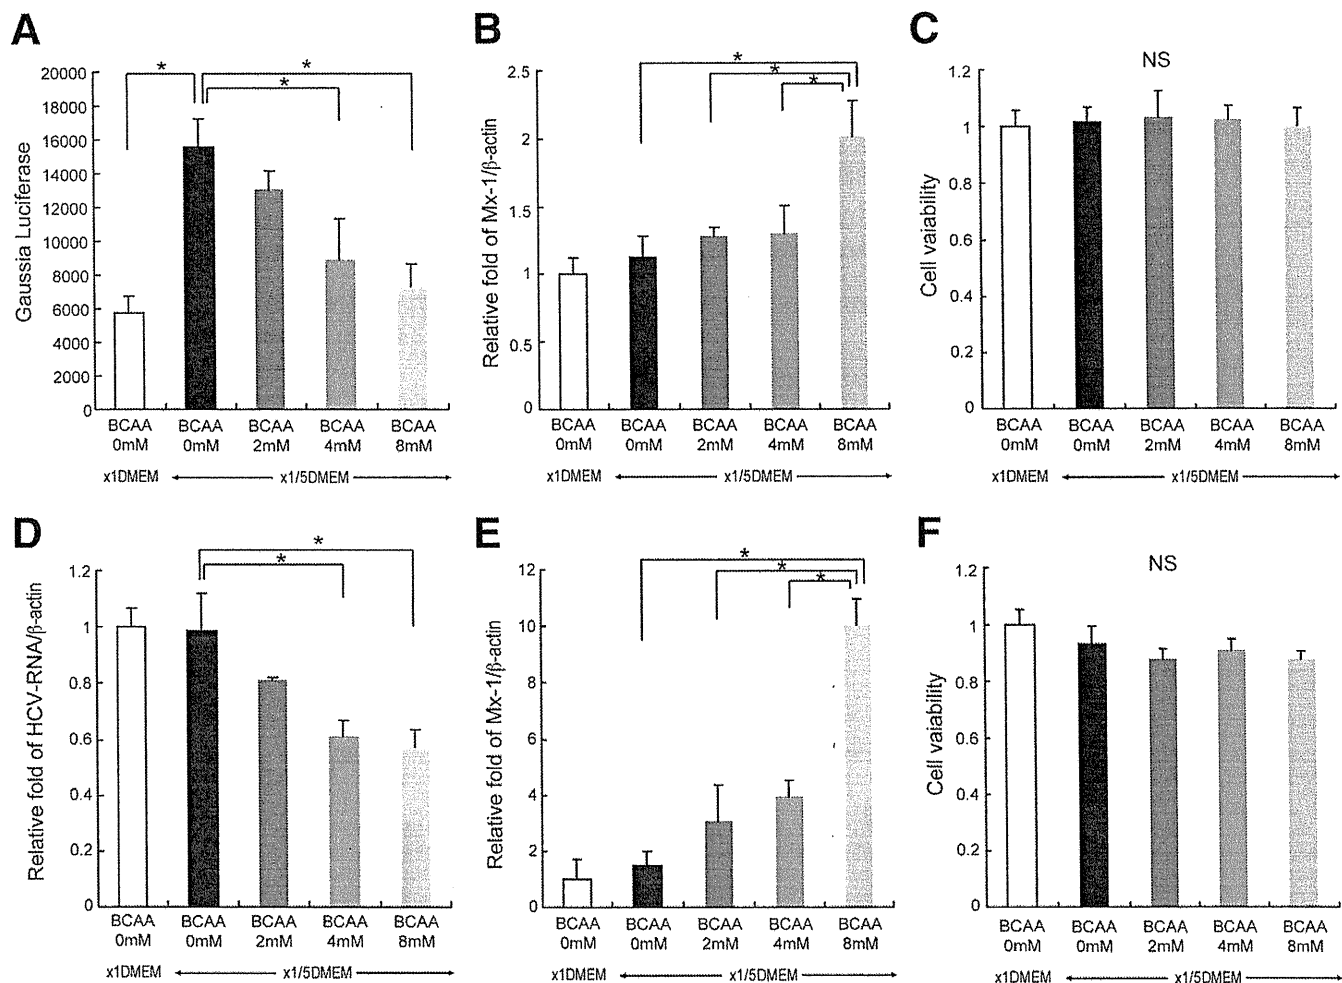 A
Gaussia Luciferase
20000
18000
16000
14000
12000
10000
8000
6000
4000
2000
0
*
*
*
BCAA BCAA BCAA BCAA BCAA
0mM 0mM 2mM 4mM 8mM
x1DMEM x1/5DMEM
B
Relative fold of Mx-1/β-actin
2.5
2
1.5
1
0.5
0
*
*
*
BCAA BCAA BCAA BCAA BCAA
0mM 0mM 2mM 4mM 8mM
x1DMEM x1/5DMEM
C
NS
Cell vaiability
1.2
1
0.8
0.6
0.4
0.2
0
BCAA BCAA BCAA BCAA BCAA
0mM 0mM 2mM 4mM 8mM
x1DMEM x1/5DMEM
D
Relative fold of HCV-RNA/β-actin
1.2
1
0.8
0.6
0.4
0.2
0
*
*
BCAA BCAA BCAA BCAA BCAA
0mM 0mM 2mM 4mM 8mM
x1DMEM x1/5DMEM
E
Relative fold of Mx-1/β-actin
12
10
8
6
4
2
0
*
*
*
BCAA BCAA BCAA BCAA BCAA
0mM 0mM 2mM 4mM 8mM
x1DMEM x1/5DMEM
F
NS
Cell vaiability
1.2
1
0.8
0.6
0.4
0.2
0
BCAA BCAA BCAA BCAA BCAA
0mM 0mM 2mM 4mM 8mM
x1DMEM x1/5DMEM